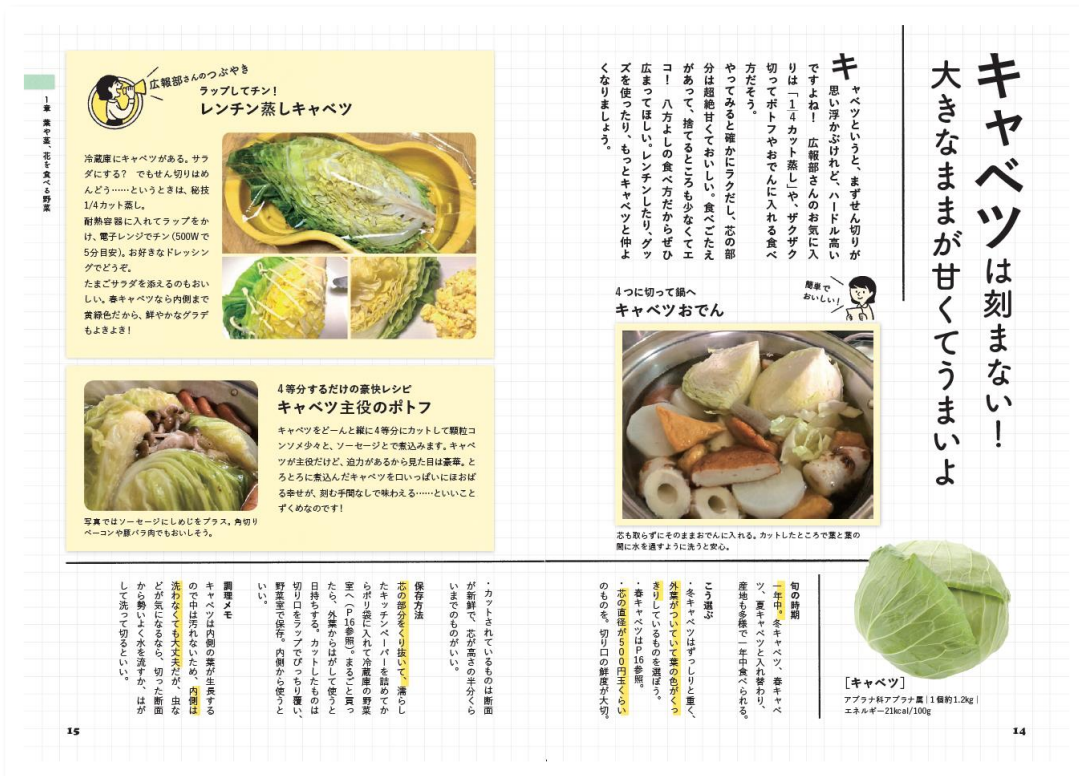 キャベツは刻まない！
大きなままが甘くてうまいよ
キャベツというと、まずせん切りが
思い浮かぶけれど、ハードル高い
ですよね！　広報部さんのお気に入
りは「1/4カット蒸し」や、ザクザク
切ってポトフやおでんに入れる食べ
方だそう。
やってみると確かにラクだし、芯の部
分は超絶甘くておいしい。食べごたえ
があって、捨てるところも少なくてエ
コ！　八方よしの食べ方だからぜひ
広まってほしい。レンチンしたり、グッ
ズを使ったり、もっとキャベツと仲よ
くなりましょう。
簡単で
おいしい！
4つに切って鍋へ
キャベツおでん
芯も取らずにそのままおでんに入れる。カットしたところで葉と葉の
間に水を通すように洗うと安心。
［キャベツ］
アブラナ科アブラナ属｜1個約1.2kg｜
エネルギー21kcal/100g
旬の時期
一年中。冬キャベツ、春キャベ
ツ、夏キャベツと入れ替わり、
産地も多様で一年中食べられる。
こう選ぶ
・冬キャベツはずっしりと重く、
外葉がついていて葉の色がくっ
きりしているものを選ぼう。
・春キャベツはP16参照。
・芯の直径が500円玉くらい
のものを。切り口の鮮度が大切。
14
広報部さんのつぶやき
ラップしてチン！
レンチン蒸しキャベツ
冷蔵庫にキャベツがある。サラ
ダにする？　でもせん切りはめ
んどう……というときは、秘技
1/4カット蒸し。
耐熱容器に入れてラップをか
け、電子レンジでチン（500Wで
5分目安）。お好きなドレッシン
グでどうぞ。
たまごサラダを添えるのもおい
しい。春キャベツなら内側まで
黄緑色だから、鮮やかなグラデ
もよきよき！
4等分するだけの豪快レシピ
キャベツ主役のポトフ
キャベツをどーんと縦に4等分にカットして顆粒コ
ンソメ少々と、ソーセージとで煮込みます。キャベ
ツが主役だけど、迫力があるから見た目は豪華。と
ろとろに煮込んだキャベツを口いっぱいにほおば
る幸せが、刻む手間なしで味わえる……といいこと
ずくめなのです！
写真ではソーセージにしめじをプラス。角切り
ベーコンや豚バラ肉でもおいしそう。
・カットされているものは断面
が新鮮で、芯が高さの半分くら
いまでのものがいい。
保存方法
芯の部分をくり抜いて、濡らし
たキッチンペーパーを詰めてか
らポリ袋に入れて冷蔵庫の野菜
室へ（P16参照）。まるごと買っ
たら、外葉からはがして使うと
日持ちする。カットしたものは
切り口をラップでぴっちり覆い、
野菜室で保存。内側から使うと
いい。
調理メモ
キャベツは内側の葉が生長する
ので中は汚れないため、内側は
洗わなくても大丈夫だが、虫な
どが気になるなら、切った断面
から勢いよく水を流すか、はが
して洗って切るといい。
1章　葉や茎、花を食べる野菜
15